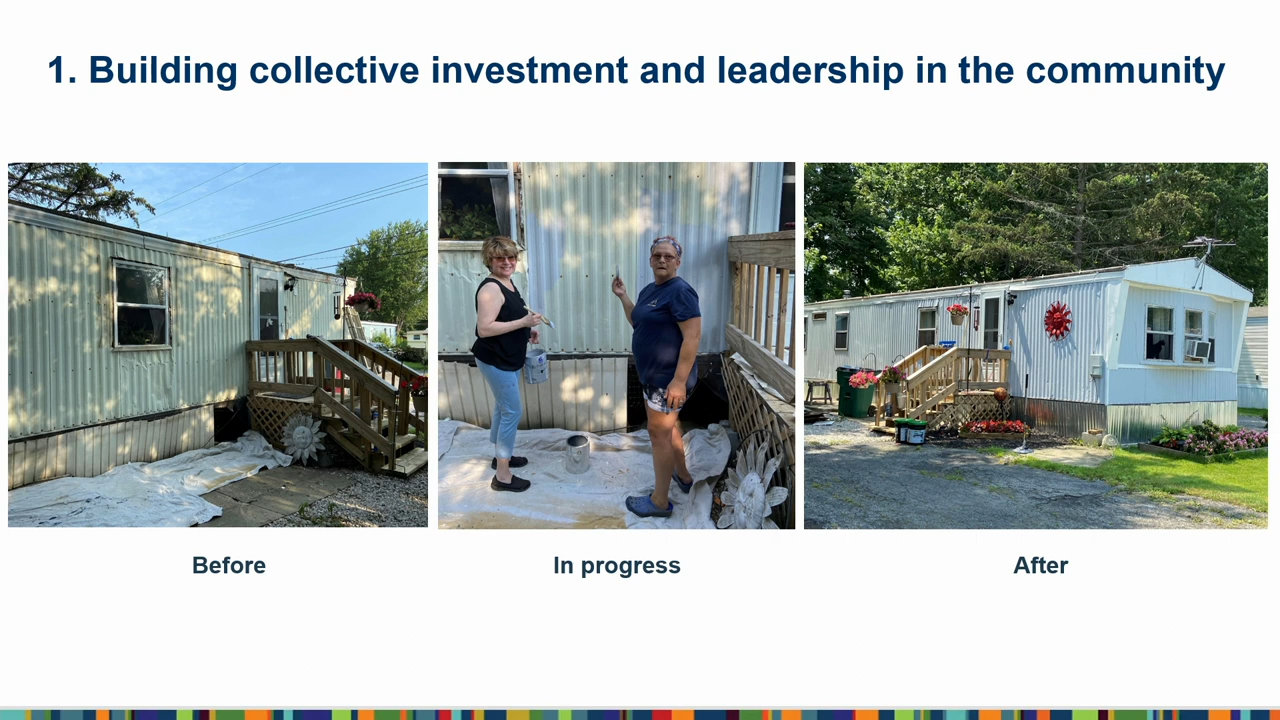 1. Building collective investment and leadership in the community
Before
In progress
After